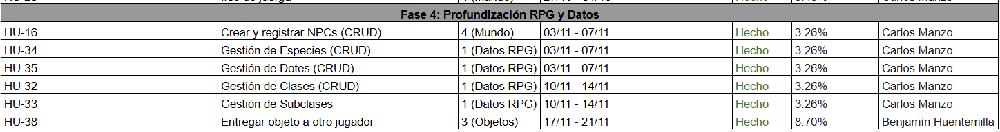 Fase 4: Profundización RPG y Datos
HU-16 Crear y registrar NPCs (CRUD) 4 (Mundo) 03/11 - 07/11 Hecho 3.26% Carlos Manzo
HU-34 Gestión de Especies (CRUD) 1 (Datos RPG) 03/11 - 07/11 Hecho 3.26% Carlos Manzo
HU-35 Gestión de Dotes (CRUD) 1 (Datos RPG) 03/11 - 07/11 Hecho 3.26% Carlos Manzo
HU-32 Gestión de Clases (CRUD) 1 (Datos RPG) 10/11 - 14/11 Hecho 3.26% Carlos Manzo
HU-33 Gestión de Subclases 1 (Datos RPG) 10/11 - 14/11 Hecho 3.26% Carlos Manzo
HU-38 Entregar objeto a otro jugador 3 (Objetos) 17/11 - 21/11 Hecho 8.70% Benjamín Huentemilla